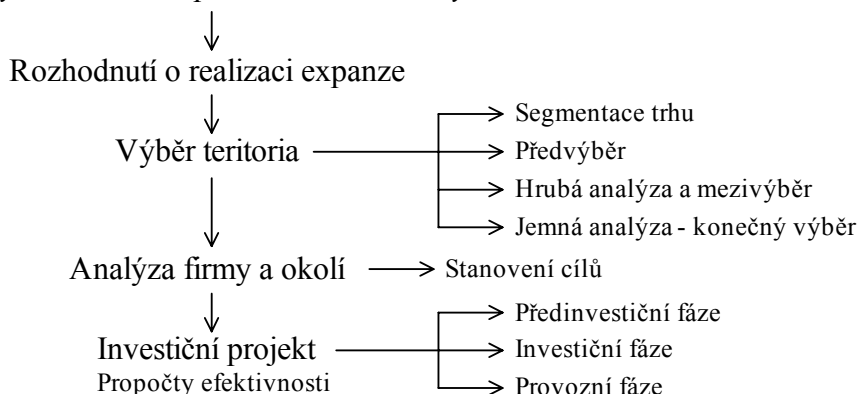 Rozhodnutí o realizaci expanze
Výběr teritoria
Segmentace trhu
Předvýběr
Hrubá analýza a mezivýběr
Jemná analýza - konečný výběr
Analýza firmy a okolí
Stanovení cílů
Investiční projekt
Propočty efektivnosti
Předinvestiční fáze
Investiční fáze
Provozní fáze